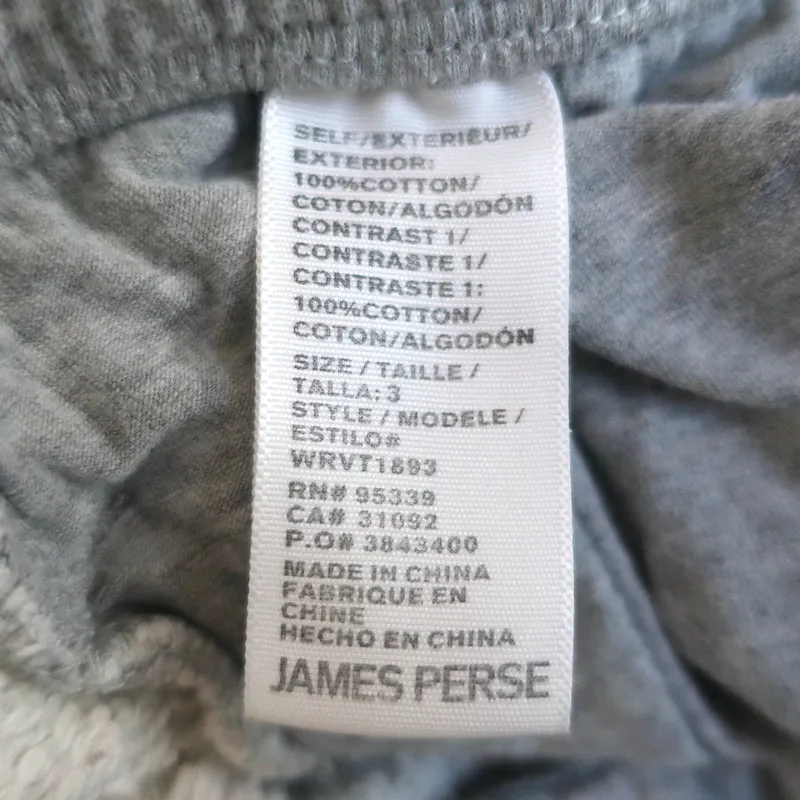 SELF/EXTERIEUR/
EXTERIOR:
100%COTTON/
COTON/ALGODÓN
CONTRAST 1/
CONTRASTE 1/
CONTRASTE 1:
100%COTTON/
COTON/ALGODÓN
SIZE / TAILLE /
TALLA: 3
STYLE / MODELE /
ESTILO#
WRVT1893
RN# 95339
CA# 31092
P.O# 3843400
MADE IN CHINA
FABRIQUE EN
CHINE
HECHO EN CHINA
JAMES PERSE